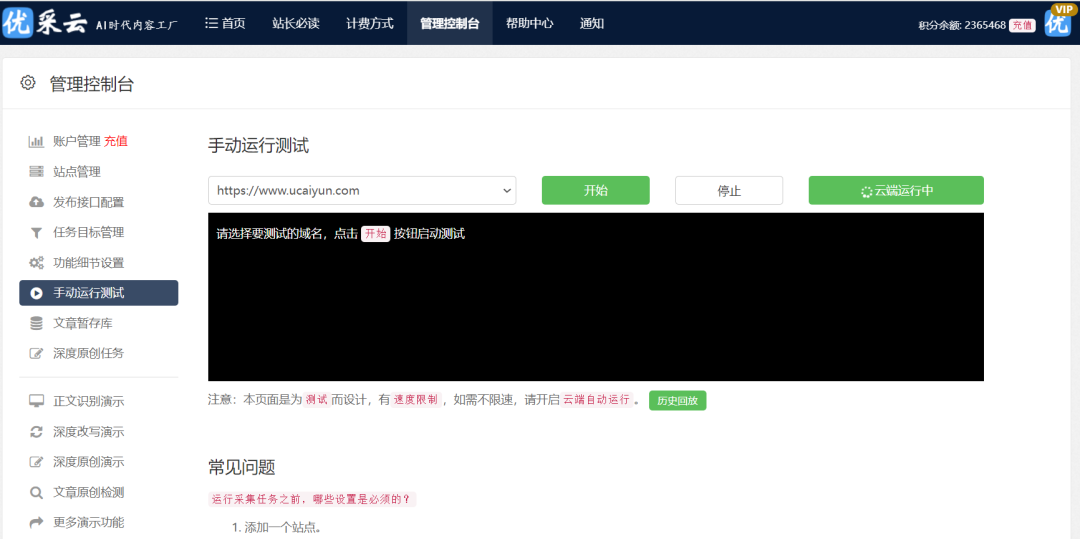 优采云 AI时代内容工厂 首页 站长必读 计费方式 管理控制台 帮助中心 通知 积分余额: 2365468 充值 优 VIP
管理控制台
账户管理 充值
站点管理
发布接口配置
任务目标管理
功能细节设置
手动运行测试
文章暂存库
深度原创任务
正文识别演示
深度改写演示
深度原创演示
文章原创检测
更多演示功能
手动运行测试
https://www.ucaiyun.com 开始 停止 云端运行中
请选择要测试的域名，点击 开始 按钮启动测试
注意：本页面是为 测试 而设计，有 速度限制 ，如需不限速，请开启 云端自动运行 。 历史回放
常见问题
运行采集任务之前，哪些设置是必须的？
1. 添加一个站点。